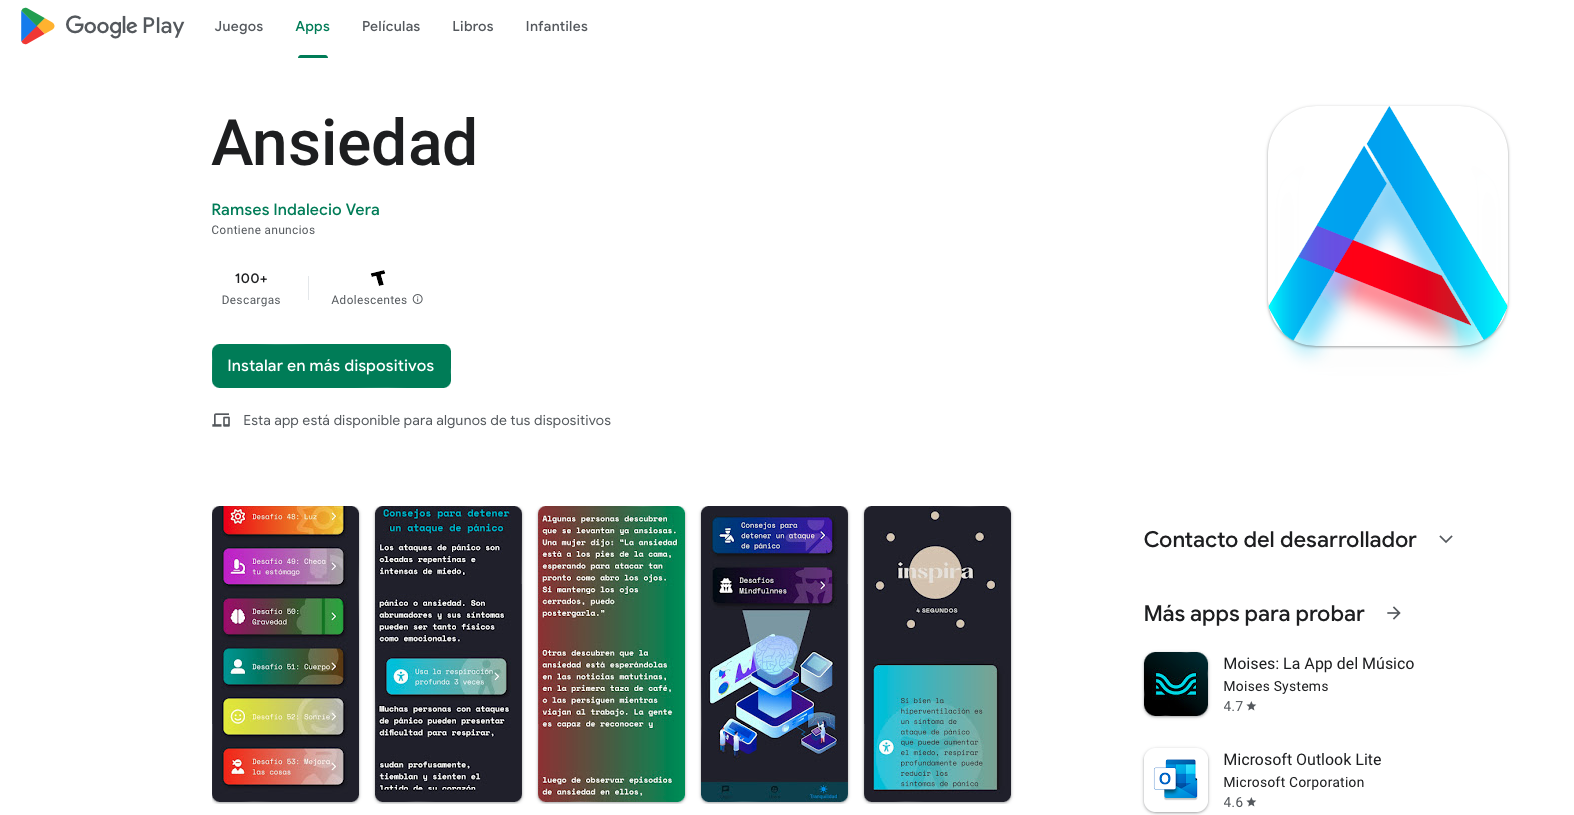 Google Play
Juegos
Apps
Películas
Libros
Infantiles
Ansiedad
Ramses Indalecio Vera
Contiene anuncios
100+
Descargas
Adolescentes
Instalar en más dispositivos
Esta app está disponible para algunos de tus dispositivos
Desafío 48: Luz
Desafío 49: Checa
tu estómago
Desafío 50:
Gravedad
Desafío 51: Cuerpo
Desafío 52: Sonríe
Desafío 53: Mejora
las cosas
Consejos para detener
un ataque de pánico
Los ataques de pánico son
oleadas repentinas e
intensas de miedo,
pánico o ansiedad. Son
abrumadores y sus síntomas
pueden ser tanto físicos
como emocionales.
Usa la respiración
profunda 3 veces
Muchas personas con ataques
de pánico pueden presentar
dificultad para respirar,
sudan profusamente,
tiemblan y sienten el
latido de su corazón
Algunas personas descubren
que se levantan ya ansiosas.
Una mujer dijo: "La ansiedad
está a los pies de la cama,
esperando para atacar tan
pronto como abro los ojos.
Si mantengo los ojos
cerrados, puedo
postergarla."
Otras descubren que la
ansiedad está esperándolas
en las noticias matutinas,
en la primera taza de café,
o las persiguen mientras
viajan al trabajo. La gente
es capaz de reconocer y
luego de observar episodios
de ansiedad en ellos,
Consejos para
detener un ataque
de pánico
Desafíos
Mindfulnnes
Tranquilidad
inspira
4 SEGUNDOS
Si bien la
hiperventilación es
un síntoma de
ataque de pánico
que puede aumentar
el miedo, respirar
profundamente puede
reducir los
síntomas de pánico
Contacto del desarrollador
Más apps para probar
Moises: La App del Músico
Moises Systems
4.7
Microsoft Outlook Lite
Microsoft Corporation
4.6